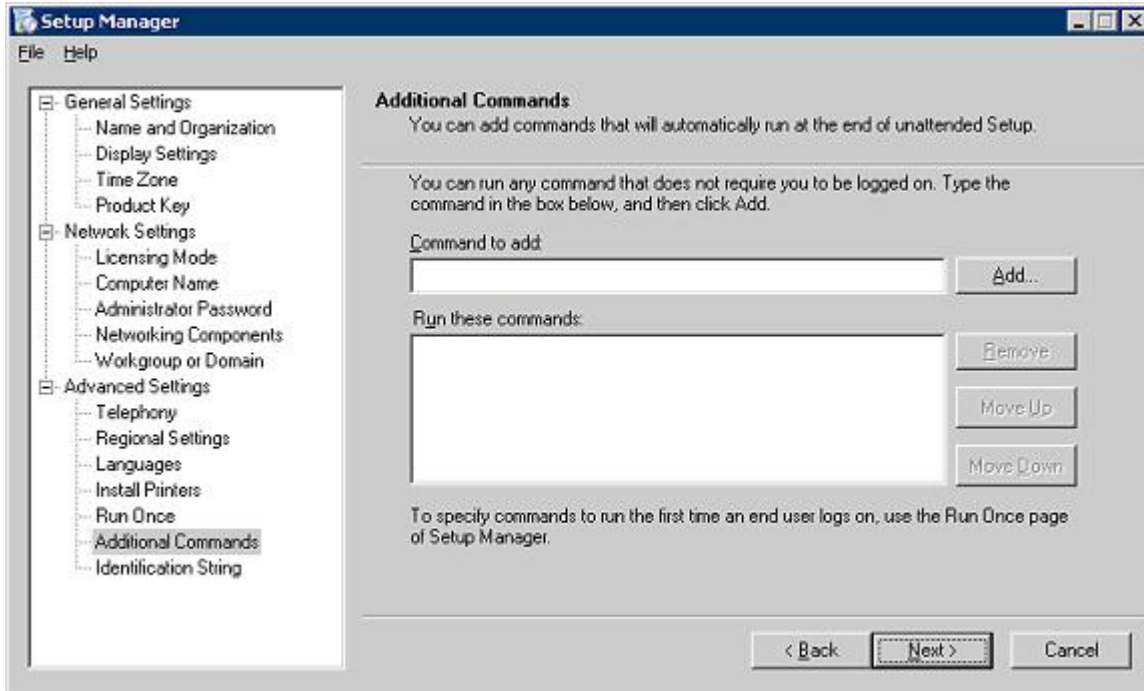 Setup Manager
File Help
General Settings
Name and Organization
Display Settings
Time Zone
Product Key
Network Settings
Licensing Mode
Computer Name
Administrator Password
Networking Components
Workgroup or Domain
Advanced Settings
Telephony
Regional Settings
Languages
Install Printers
Run Once
Additional Commands
Identification String
Additional Commands
You can add commands that will automatically run at the end of unattended Setup.
You can run any command that does not require you to be logged on. Type the
command in the box below, and then click Add.
Command to add:
Add...
Run these commands:
Remove
Move Up
Move Down
To specify commands to run the first time an end user logs on, use the Run Once page
of Setup Manager.
< Back
Next >
Cancel